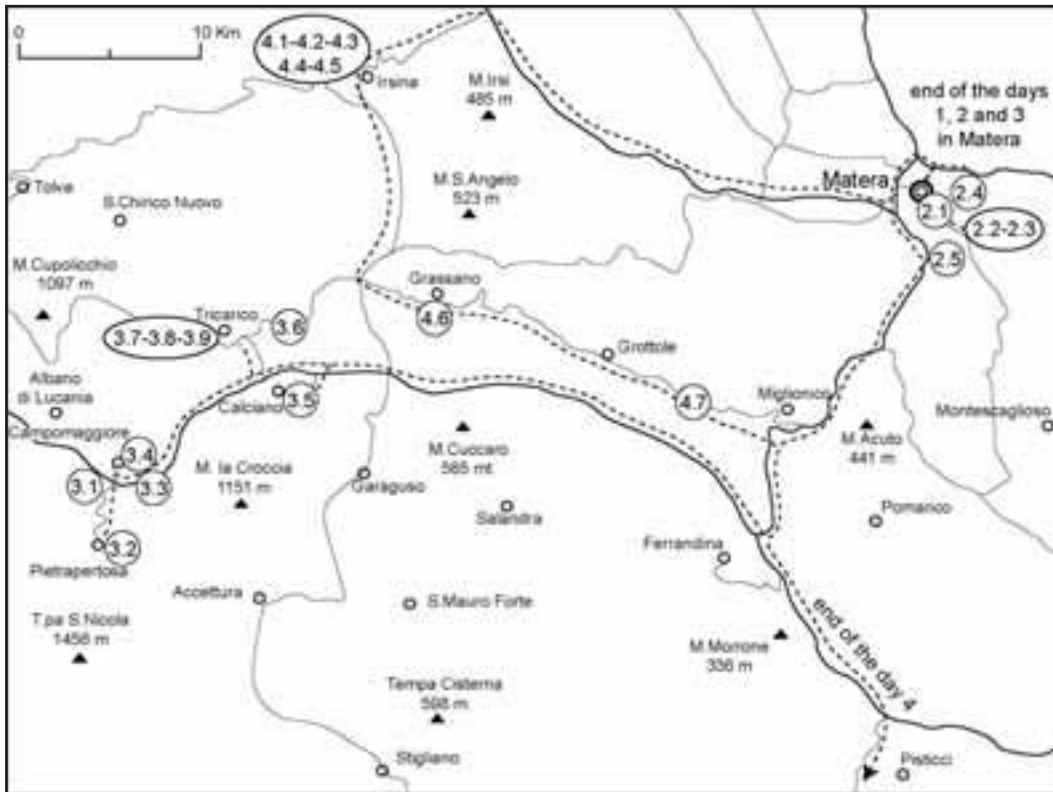 0
10 Km
4.1-4.2-4.3
4.4-4.5
Irsina
M.Irsi
485 m
end of the days
1, 2 and 3
in Matera
Tolve
S.Chirico Nuovo
M.S.Angelo
523 m
Matera
2.4
2.1
2.2-2.3
2.5
M.Cupolicchio
1097 m
Grassano
4.6
Tricarico
3.6
3.7-3.8-3.9
Grottole
Albano
di Lucania
Calciano
3.5
4.7
Miglionico
Montescaglioso
Campomaggiore
3.4
3.1
3.3
M. la Croccia
1151 m
M.Cuccaro
565 mt
M.Acuto
441 m
Garaguso
Salandra
Pomarico
3.2
Pietrapertosa
Ferrandina
Accettura
S.Mauro Forte
T.pa S.Nicola
1456 m
M.Morrone
336 m
end of the day 4
Tempa Cisterna
598 m
Stigliano
Pisticci